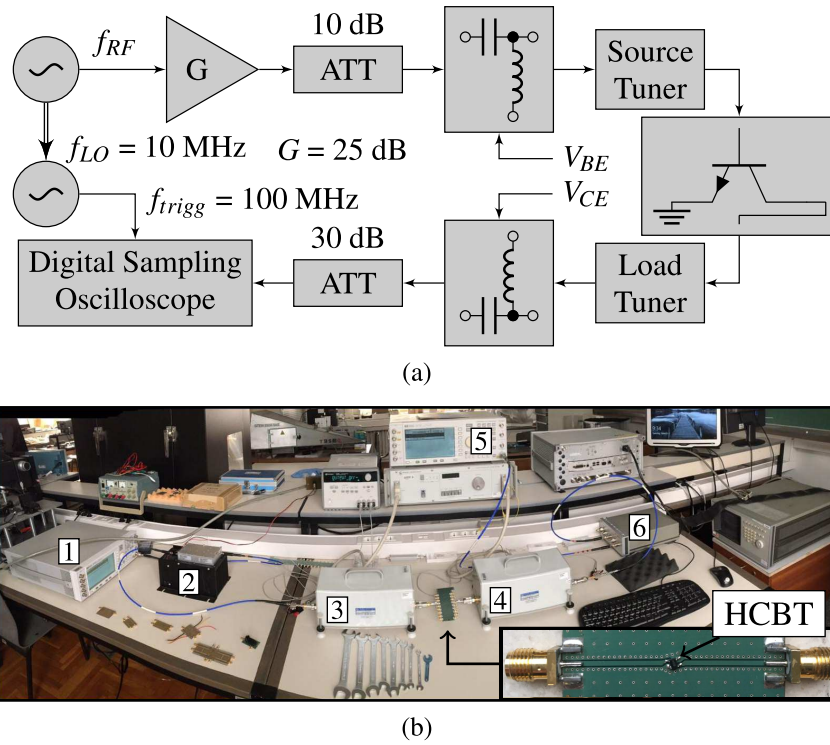 f_RF
G
10 dB
ATT
Source
Tuner
f_LO = 10 MHz
G = 25 dB
V_BE
V_CE
f_trigg = 100 MHz
30 dB
Digital Sampling
Oscilloscope
ATT
Load
Tuner
(a)
1
2
3
4
5
6
HCBT
(b)